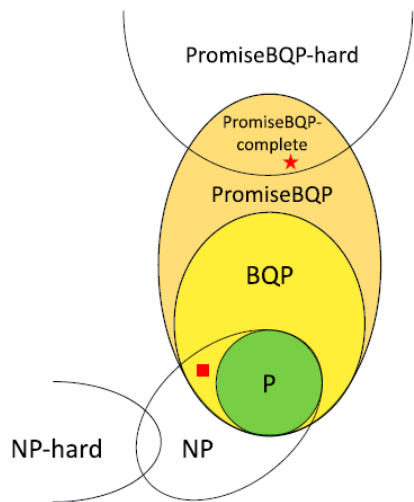 PromiseBQP-hard
PromiseBQP-
complete
PromiseBQP
BQP
P
NP-hard
NP